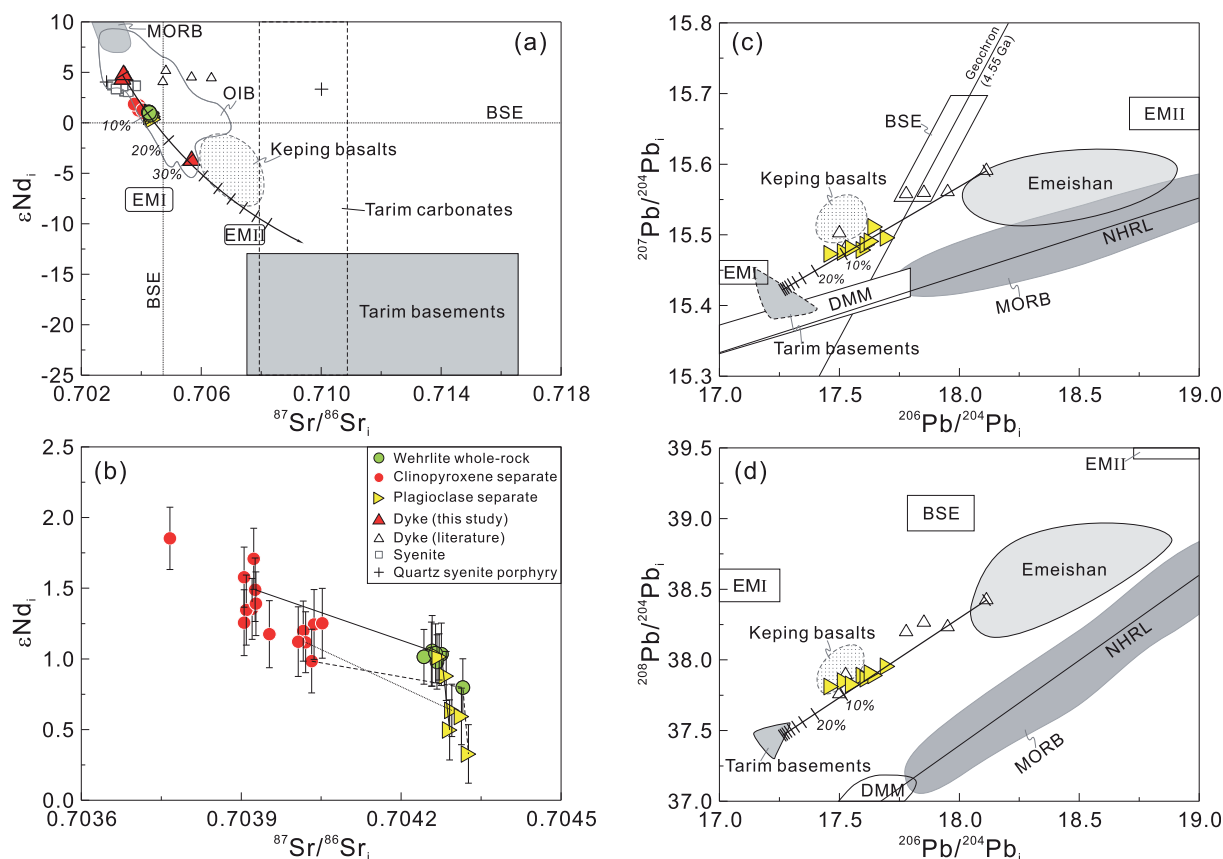 (a)
MORB
OIB
BSE
10%
20%
30%
Keping basalts
EMI
EMII
Tarim carbonates
BSE
Tarim basements
10
5
0
-5
-10
-15
-20
-25
εNdi
0.702
0.706
0.710
0.714
0.718
87Sr/86Sri
(b)
Wehrlite whole-rock
Clinopyroxene separate
Plagioclase separate
Dyke (this study)
Dyke (literature)
Syenite
Quartz syenite porphyry
2.5
2.0
1.5
1.0
0.5
0.0
εNdi
0.7036
0.7039
0.7042
0.7045
87Sr/86Sri
(c)
Geochron
(4.55 Ga)
BSE
EMII
Keping basalts
Emeishan
NHRL
EMI
10%
20%
DMM
MORB
Tarim basements
15.8
15.7
15.6
15.5
15.4
15.3
207Pb/204Pbi
17.0
17.5
18.0
18.5
19.0
206Pb/204Pbi
(d)
EMII
BSE
EMI
Emeishan
Keping basalts
NHRL
10%
20%
Tarim basements
MORB
DMM
39.5
39.0
38.5
38.0
37.5
37.0
208Pb/204Pbi
17.0
17.5
18.0
18.5
19.0
206Pb/204Pbi